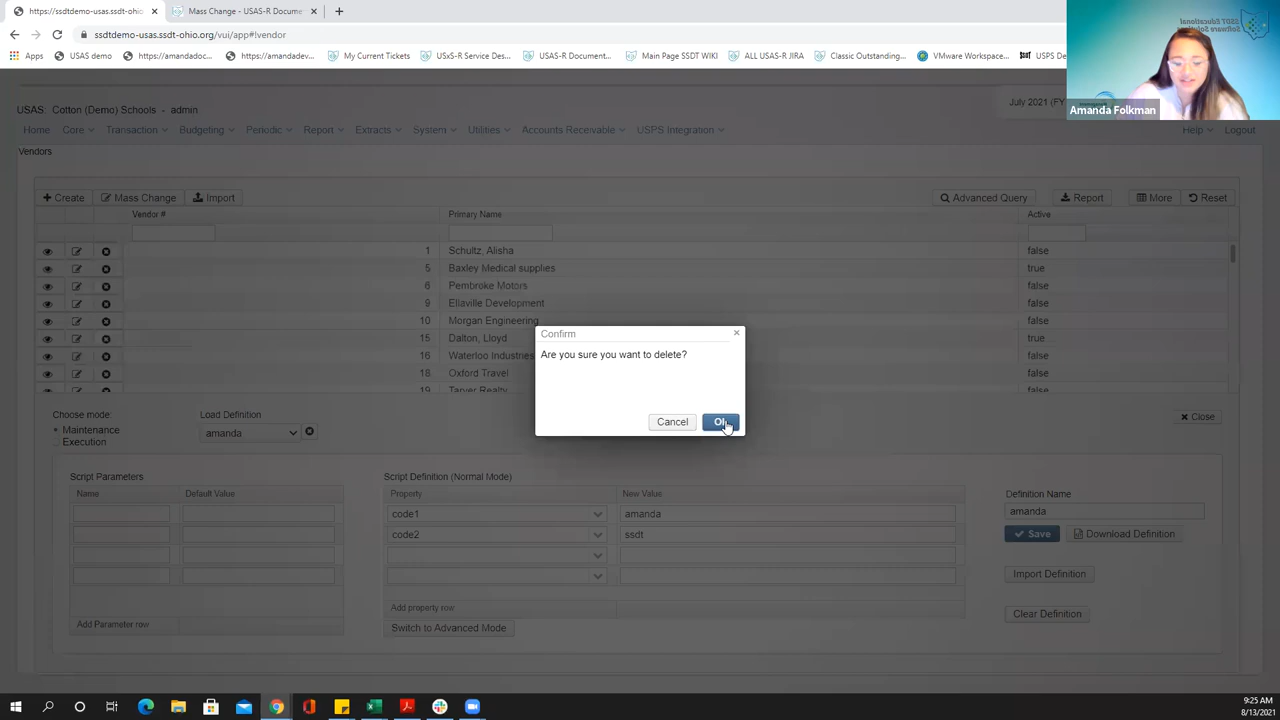 https://ssdtdemo-usas.ssdt-ohio.org
Mass Change - USAS-R Docume
ssdtdemo-usas.ssdt-ohio.org/vui/app#!vendor
Apps
USAS demo
https://amandadoc...
https://amandadev...
My Current Tickets
USxS-R Service Des...
USAS-R Document...
Main Page SSDT WIKI
ALL USAS-R JIRA
Classic Outstanding...
VMware Workspace...
USPS De
Amanda Folkman
USAS: Cotton (Demo) Schools - admin
July 2021 (FY
Home Core Transaction Budgeting Periodic Report Extracts System Utilities Accounts Receivable USPS Integration Help Logout
Vendors
Create Mass Change Import Advanced Query Report More Reset
Vendor # Primary Name Active
1 Schultz, Alisha false
5 Baxley Medical supplies true
6 Pembroke Motors false
9 Ellaville Development false
10 Morgan Engineering false
15 Dalton, Lloyd true
16 Waterloo Industries false
18 Oxford Travel false
19 Tarver Realty false
Confirm
Are you sure you want to delete?
Cancel
Choose mode:
Maintenance
Execution
Load Definition
amanda
Close
Script Parameters
Name Default Value
Add Parameter row
Script Definition (Normal Mode)
Property New Value
code1 amanda
code2 ssdt
Add property row
Switch to Advanced Mode
Definition Name
amanda
Save Download Definition
Import Definition
Clear Definition
9:25 AM
8/13/2021